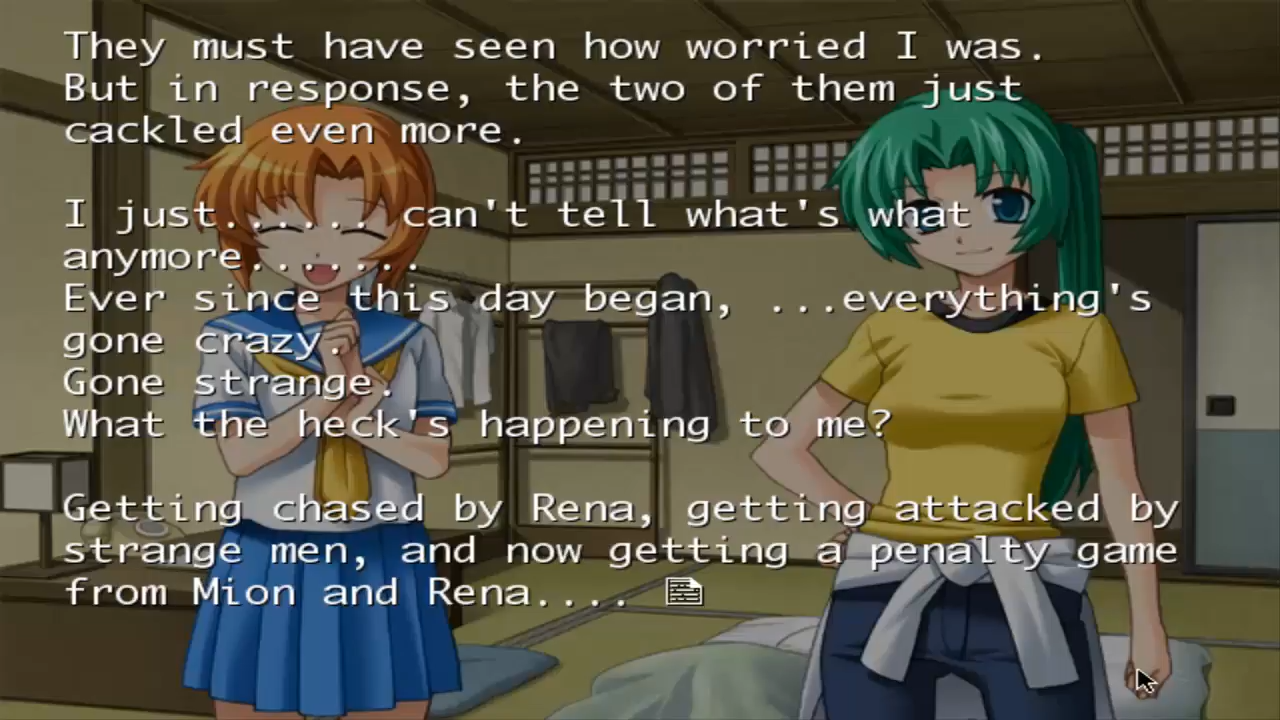 They must have seen how worried I was.
But in response, the two of them just
cackled even more.
I just...... can't tell what's what
anymore.......
Ever since this day began, ...everything's
gone crazy.
Gone strange.
What the heck's happening to me?
Getting chased by Rena, getting attacked by
strange men, and now getting a penalty game
from Mion and Rena....